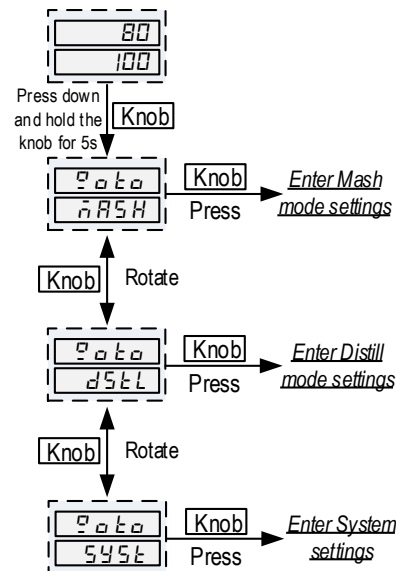 80
100
Press down
and hold the
knob for 5s
Knob
goto
MASH
Knob
Press
Enter Mash
mode settings
Knob
Rotate
goto
dStL
Knob
Press
Enter Distill
mode settings
Knob
Rotate
goto
SYSt
Knob
Press
Enter System
settings